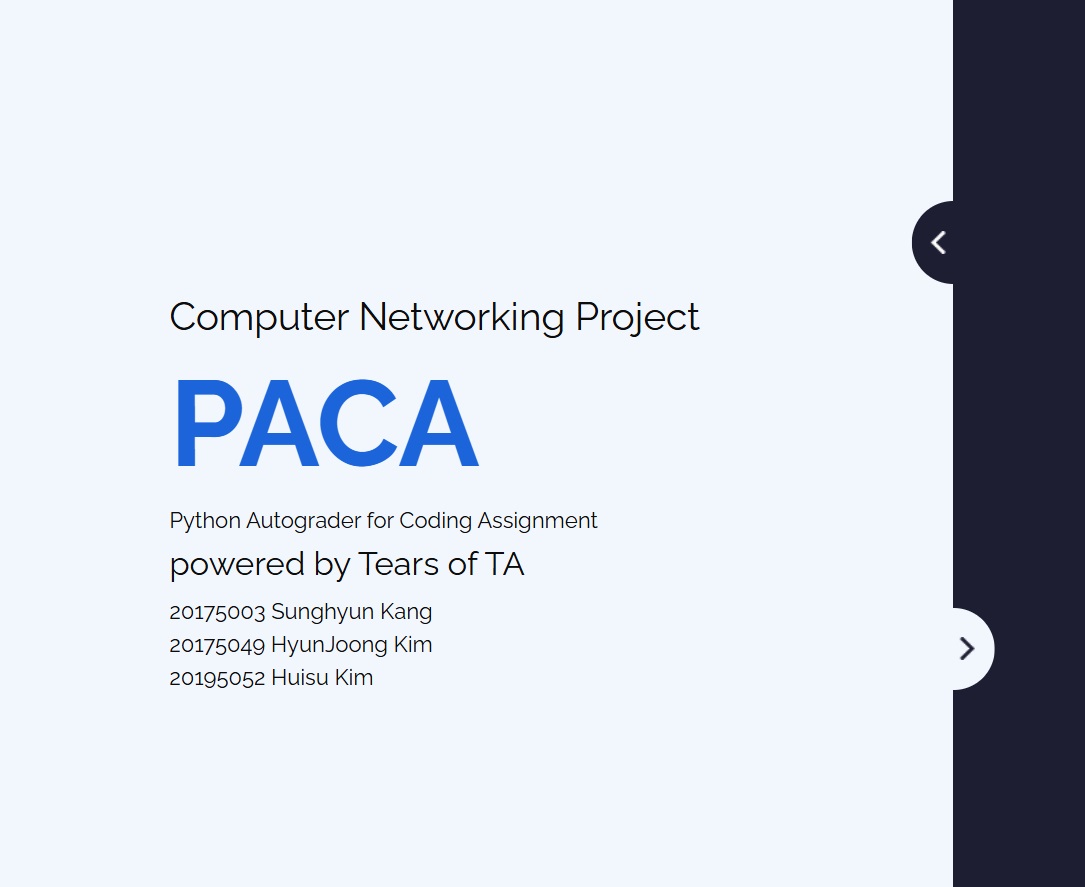 Computer Networking Project
PACA
Python Autograder for Coding Assignment
powered by Tears of TA
20175003 Sunghyun Kang
20175049 HyunJoong Kim
20195052 Huisu Kim